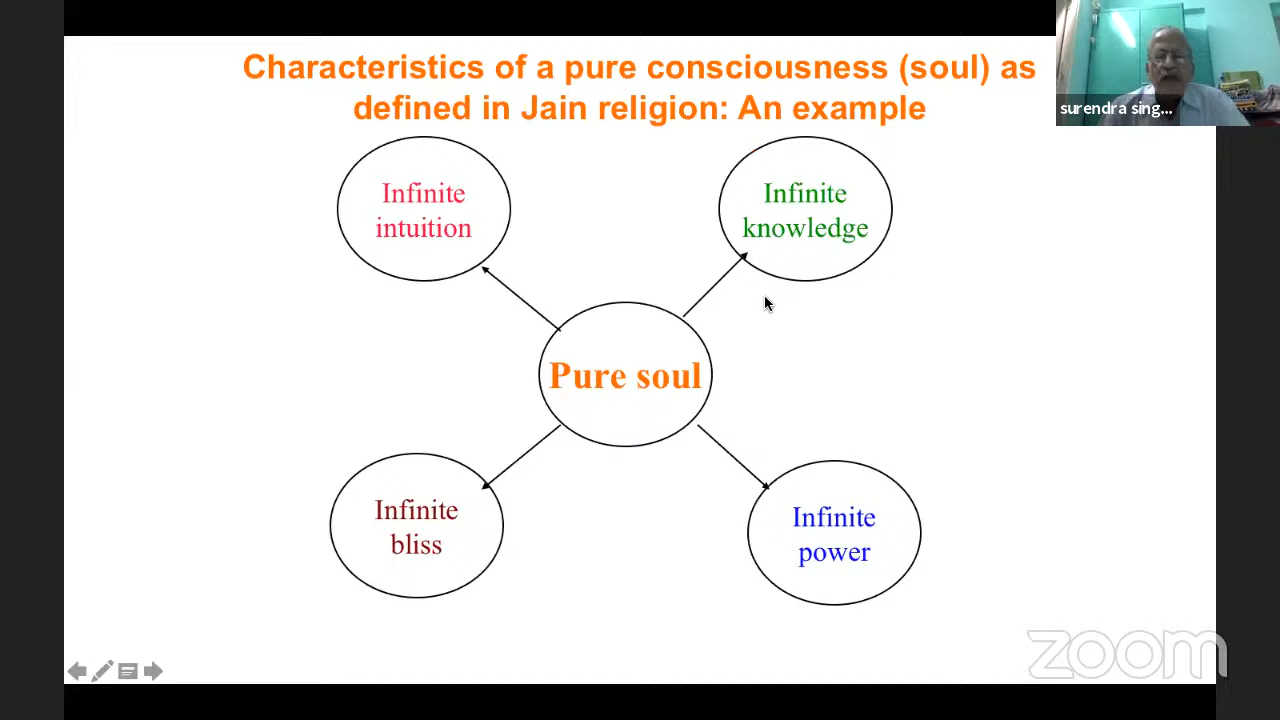 Characteristics of a pure consciousness (soul) as
defined in Jain religion: An example
surendra sing...
Infinite
intuition
Infinite
knowledge
Pure soul
Infinite
bliss
Infinite
power
zoom